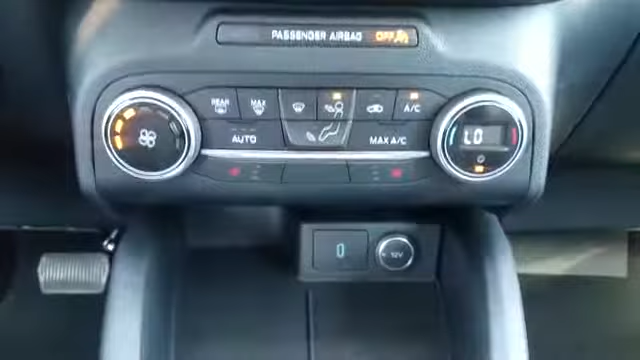 PASSENGER AIRBAG OFF
REAR MAX A/C
AUTO MAX A/C
LO
12V